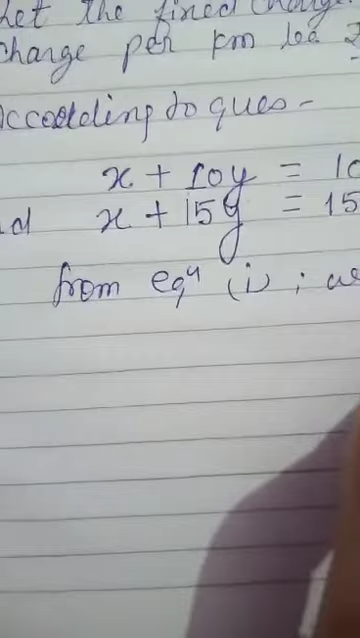 Let the fixed charge
charge per km be ₹
According to ques-
x + 10y = 10
x + 15y = 15
from eqⁿ (i) ; we